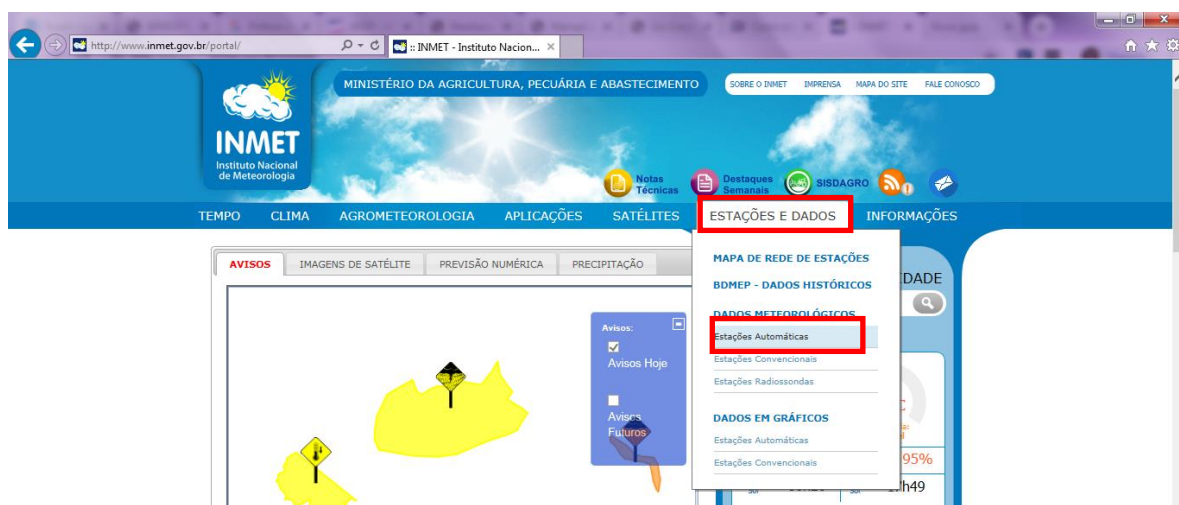 http://www.inmet.gov.br/portal/
:: INMET - Instituto Nacion...
MINISTÉRIO DA AGRICULTURA, PECUÁRIA E ABASTECIMENTO
SOBRE O INMET IMPRENSA MAPA DO SITE FALE CONOSCO
INMET
Instituto Nacional
de Meteorologia
Notas
Técnicas
Destaques
Semanais
SISDAGRO
TEMPO CLIMA AGROMETEOROLOGIA APLICAÇÕES SATÉLITES ESTAÇÕES E DADOS INFORMAÇÕES
AVISOS IMAGENS DE SATÉLITE PREVISÃO NUMÉRICA PRECIPITAÇÃO
Avisos:
Avisos Hoje
Avisos
Futuros
MAPA DE REDE DE ESTAÇÕES
BDMEP - DADOS HISTÓRICOS
DADOS METEOROLÓGICOS
Estações Automáticas
Estações Convencionais
Estações Radiossondas
DADOS EM GRÁFICOS
Estações Automáticas
Estações Convencionais
DADE
95%